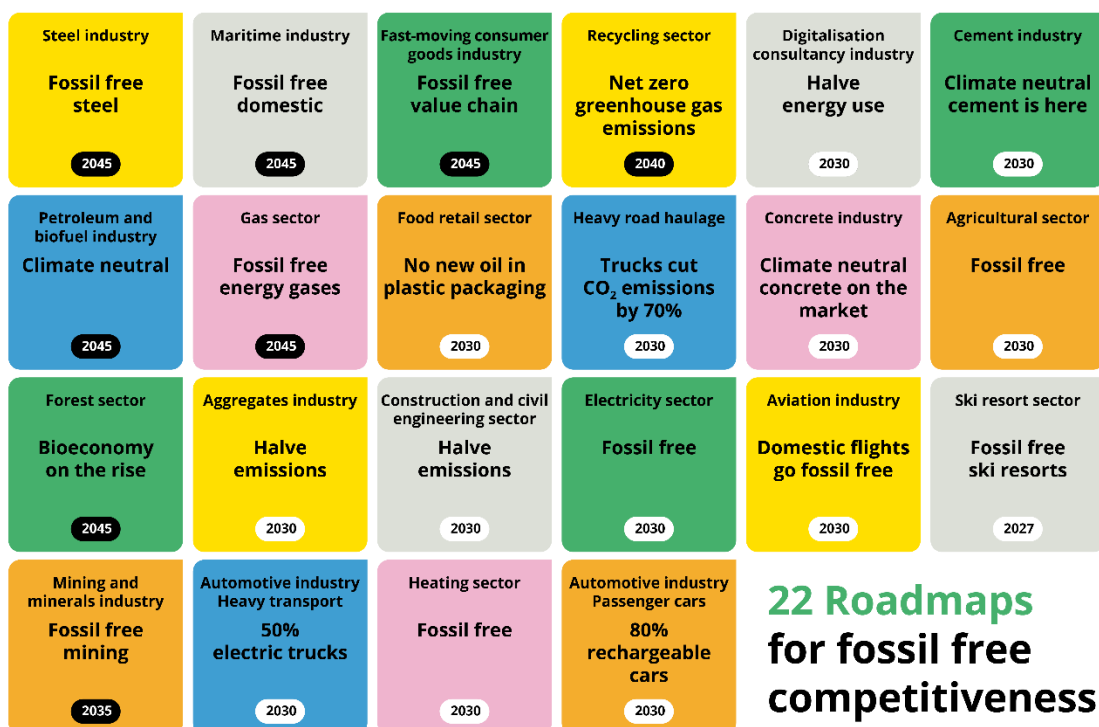 Steel industry
Fossil free
steel
2045
Maritime industry
Fossil free
domestic
2045
Fast-moving consumer
goods industry
Fossil free
value chain
2045
Recycling sector
Net zero
greenhouse gas
emissions
2040
Digitalisation
consultancy industry
Halve
energy use
2030
Cement industry
Climate neutral
cement is here
2030
Petroleum and
biofuel industry
Climate neutral
2045
Gas sector
Fossil free
energy gases
2045
Food retail sector
No new oil in
plastic packaging
2030
Heavy road haulage
Trucks cut
CO₂ emissions
by 70%
2030
Concrete industry
Climate neutral
concrete on the
market
2030
Agricultural sector
Fossil free
2030
Forest sector
Bioeconomy
on the rise
2045
Aggregates industry
Halve
emissions
2030
Construction and civil
engineering sector
Halve
emissions
2030
Electricity sector
Fossil free
2030
Aviation industry
Domestic flights
go fossil free
2030
Ski resort sector
Fossil free
ski resorts
2027
Mining and
minerals industry
Fossil free
mining
2035
Automotive industry
Heavy transport
50%
electric trucks
2030
Heating sector
Fossil free
2030
Automotive industry
Passenger cars
80%
rechargeable
cars
2030
22 Roadmaps
for fossil free
competitiveness